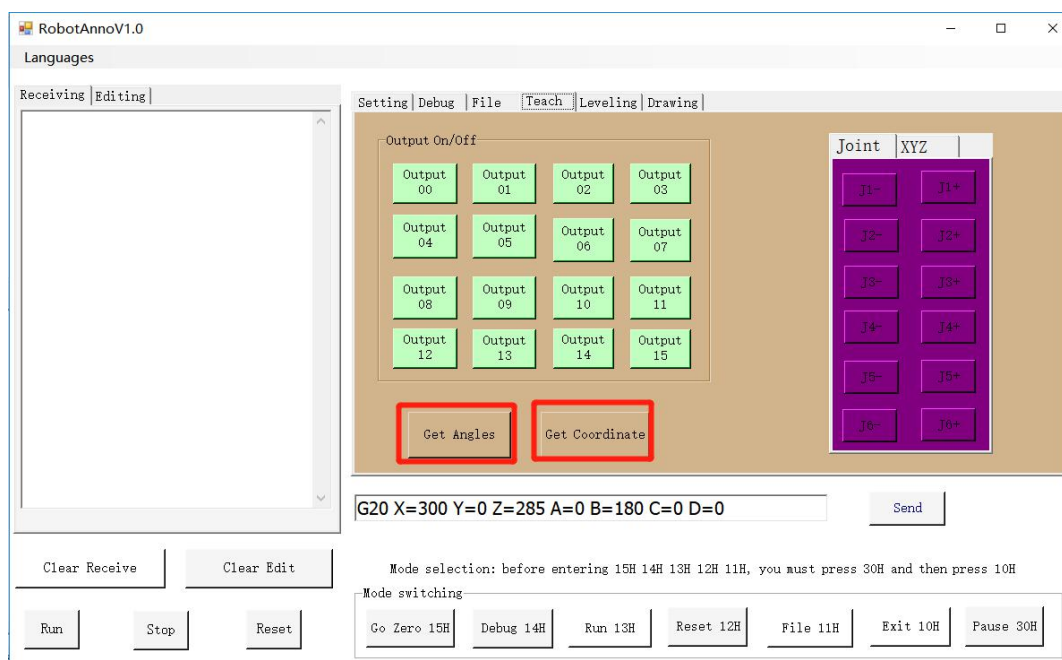 RobotAnnoV1.0
Languages
Receiving Editing
Setting Debug File Teach Leveling Drawing
Output On/Off
Output 00
Output 01
Output 02
Output 03
Output 04
Output 05
Output 06
Output 07
Output 08
Output 09
Output 10
Output 11
Output 12
Output 13
Output 14
Output 15
Get Angles
Get Coordinate
Joint XYZ
J1- J1+
J2- J2+
J3- J3+
J4- J4+
J5- J5+
J6- J6+
G20 X=300 Y=0 Z=285 A=0 B=180 C=0 D=0
Send
Clear Receive
Clear Edit
Run
Stop
Reset
Mode selection: before entering 15H 14H 13H 12H 11H, you must press 30H and then press 10H
Mode switching
Go Zero 15H
Debug 14H
Run 13H
Reset 12H
File 11H
Exit 10H
Pause 30H